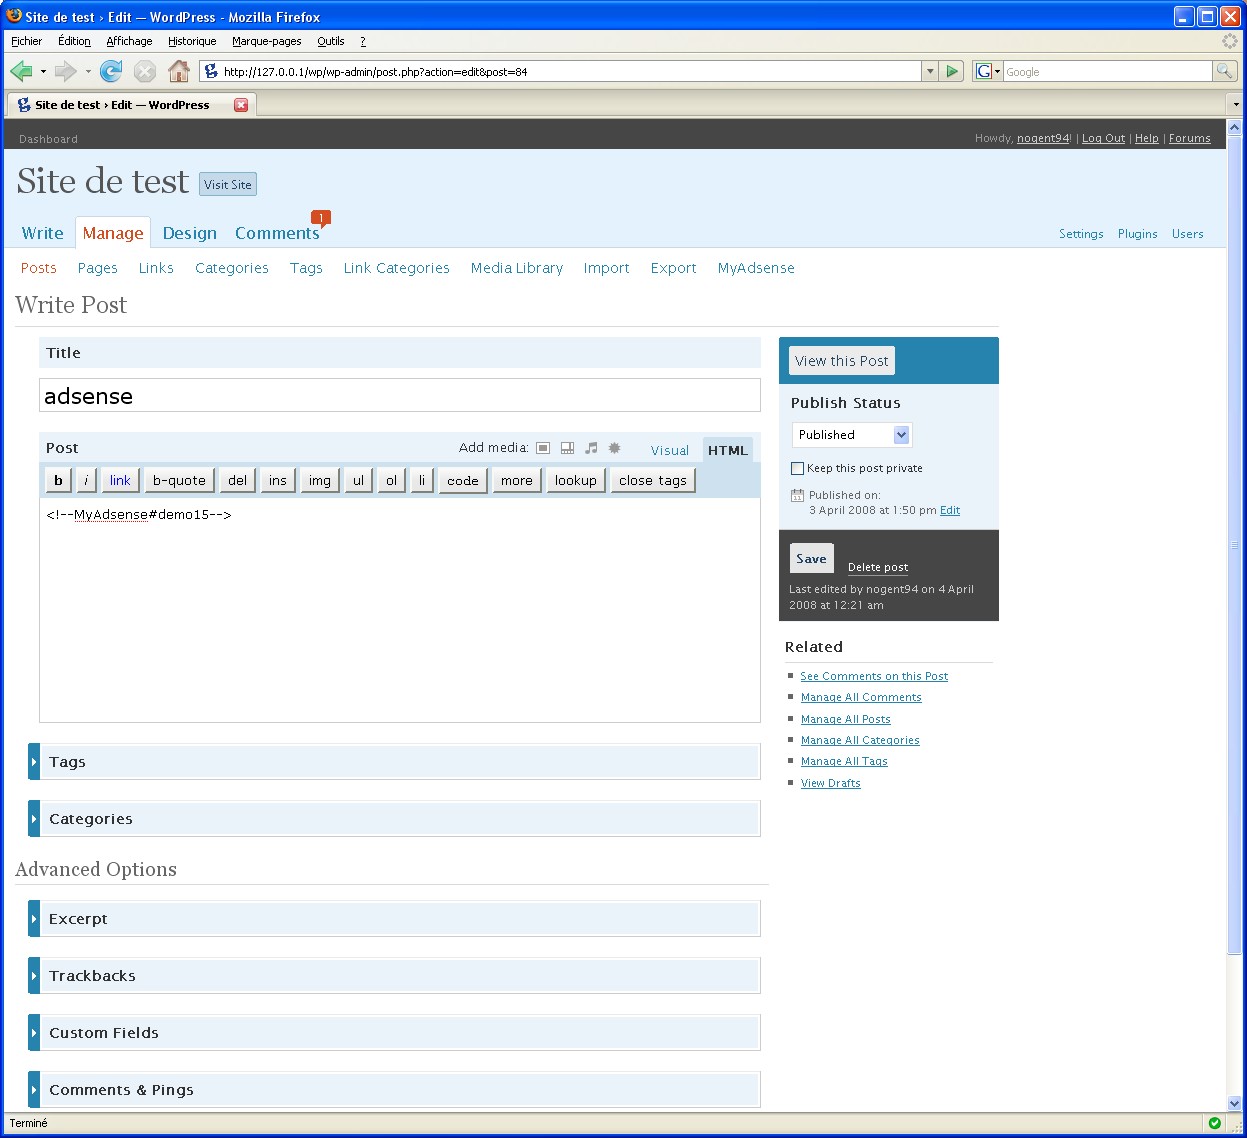 Site de test › Edit — WordPress - Mozilla Firefox
Fichier Édition Affichage Historique Marque-pages Outils ?
http://127.0.0.1/wp/wp-admin/post.php?action=edit&post=84 G Google
Site de test › Edit — WordPress
Dashboard Howdy, nogent94! | Log Out | Help | Forums
Site de test Visit Site
1
Write Manage Design Comments Settings Plugins Users
Posts Pages Links Categories Tags Link Categories Media Library Import Export MyAdsense
Write Post
Title
adsense
Post Add media: Visual HTML
b i link b-quote del ins img ul ol li code more lookup close tags
<!--MyAdsense#demo15-->
View this Post
Publish Status
Published
Keep this post private
Published on:
3 April 2008 at 1:50 pm Edit
Save Delete post
Last edited by nogent94 on 4 April
2008 at 12:21 am
Related
See Comments on this Post
Manage All Comments
Manage All Posts
Manage All Categories
Manage All Tags
View Drafts
Tags
Categories
Advanced Options
Excerpt
Trackbacks
Custom Fields
Comments & Pings
Terminé